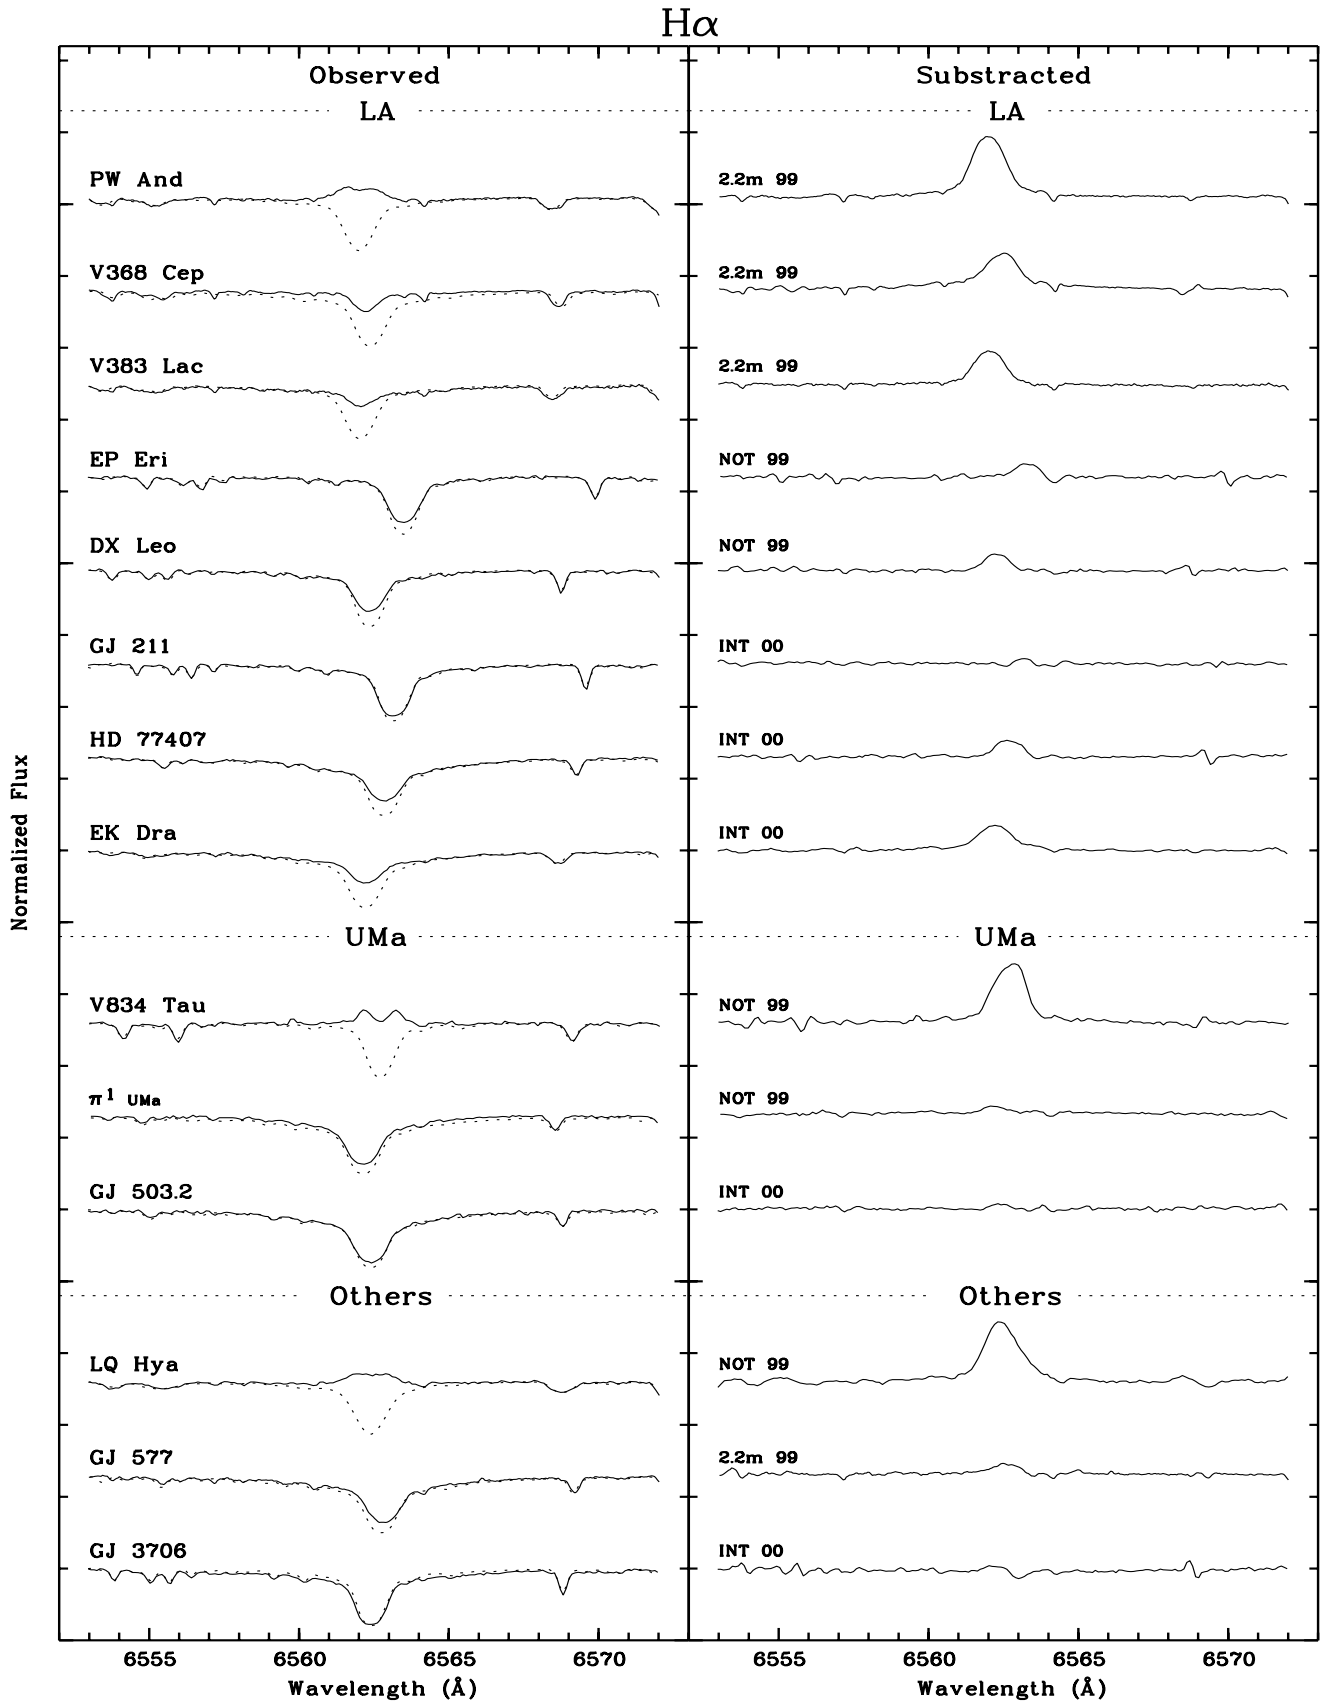 Hα
Observed
Substracted
LA
LA
PW And
2.2m 99
V368 Cep
2.2m 99
V383 Lac
2.2m 99
EP Eri
NOT 99
DX Leo
NOT 99
GJ 211
INT 00
HD 77407
INT 00
EK Dra
INT 00
UMa
UMa
V834 Tau
NOT 99
π¹ UMa
NOT 99
GJ 503.2
INT 00
Others
Others
LQ Hya
NOT 99
GJ 577
2.2m 99
GJ 3706
INT 00
Normalized Flux
6555 6560 6565 6570
6555 6560 6565 6570
Wavelength (Å)
Wavelength (Å)